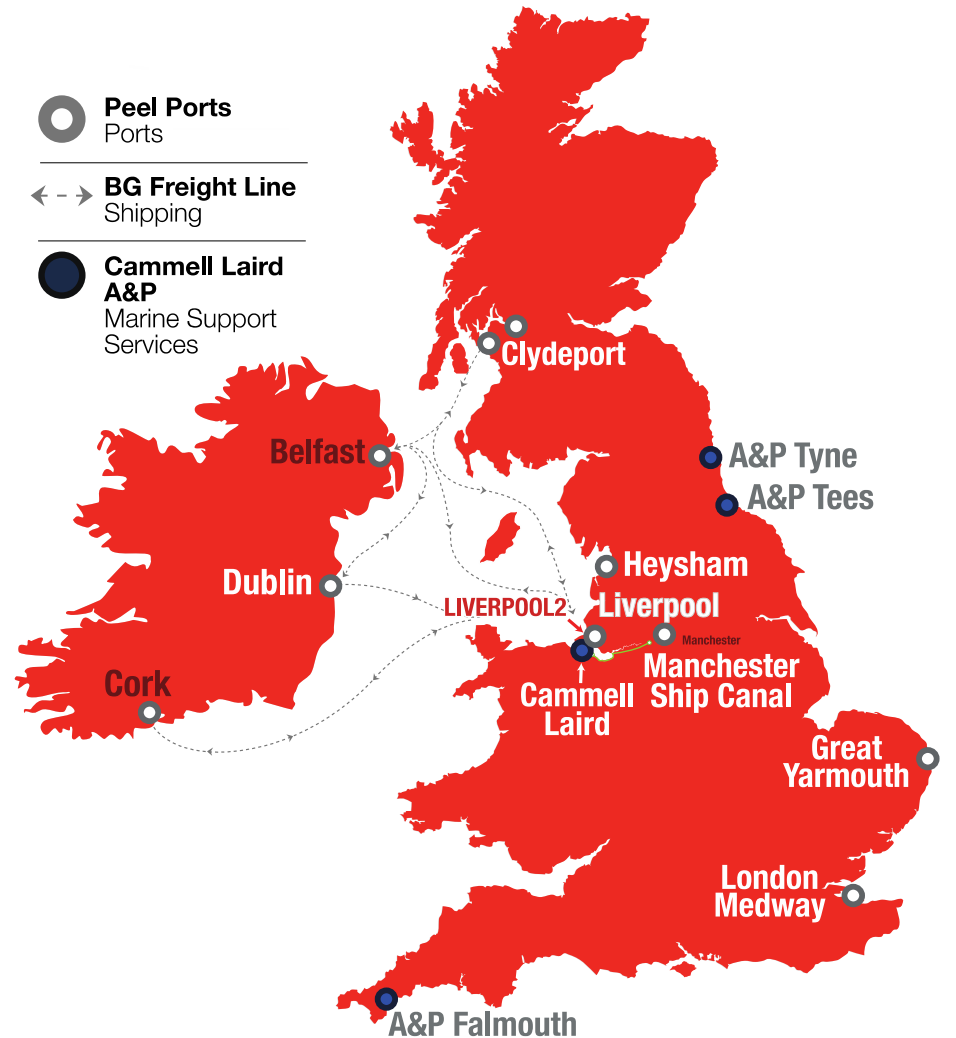 Peel Ports
Ports
BG Freight Line
Shipping
Cammell Laird
A&P
Marine Support
Services
Clydeport
Belfast
A&P Tyne
A&P Tees
Heysham
Dublin
LIVERPOOL2
Liverpool
Manchester
Manchester
Ship Canal
Cammell
Laird
Cork
Great
Yarmouth
London
Medway
A&P Falmouth